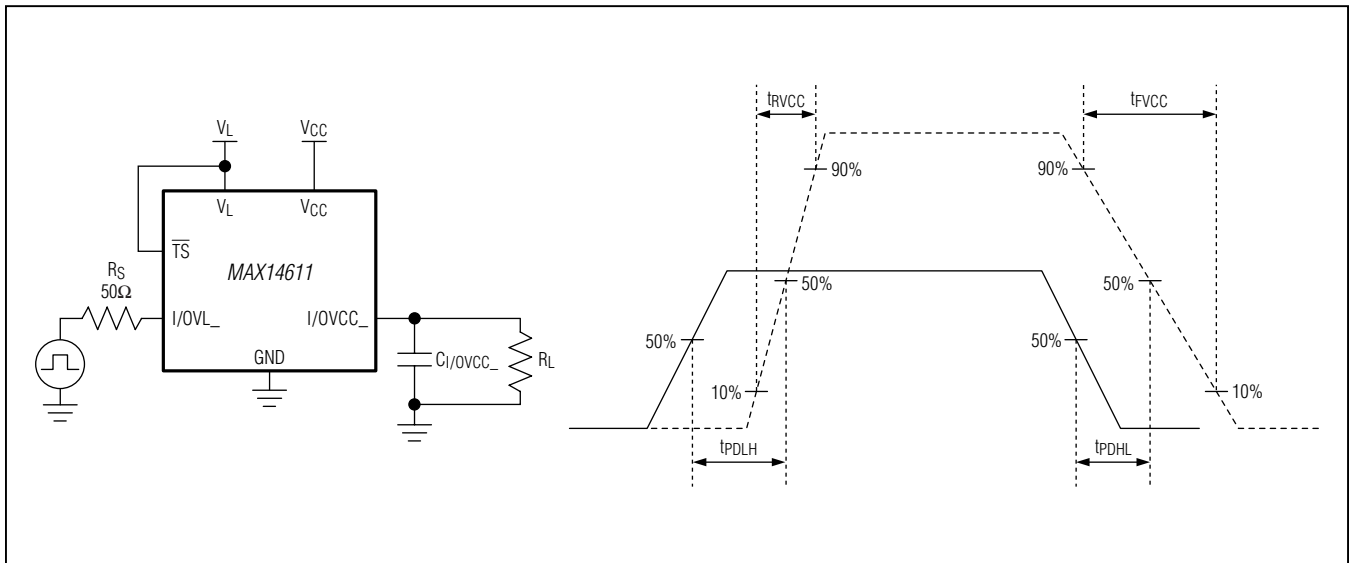 VL
VCC
VL
VCC
TS
MAX14611
RS
50Ω
I/OVL_
I/OVCC_
GND
CI/OVCC_
RL
tRVCC
tFVCC
90%
90%
50%
50%
50%
50%
10%
10%
tPDLH
tPDHL